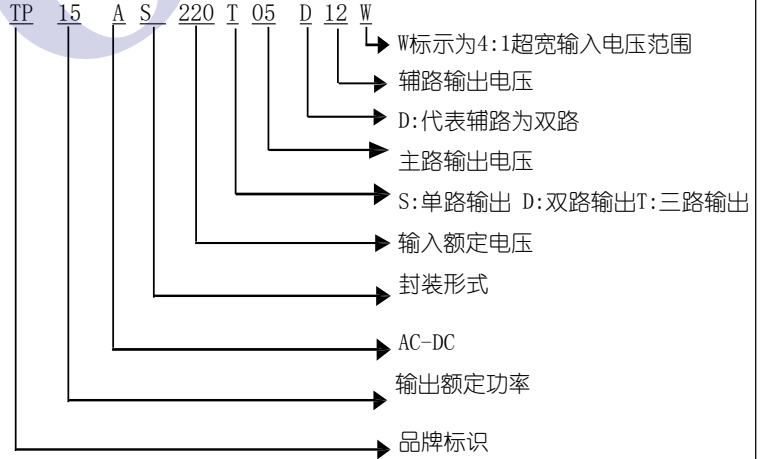 TP 15 A S 220 T 05 D 12 W
W标示为4:1超宽输入电压范围
辅路输出电压
D:代表辅路为双路
主路输出电压
S:单路输出 D:双路输出T:三路输出
输入额定电压
封装形式
AC-DC
输出额定功率
品牌标识